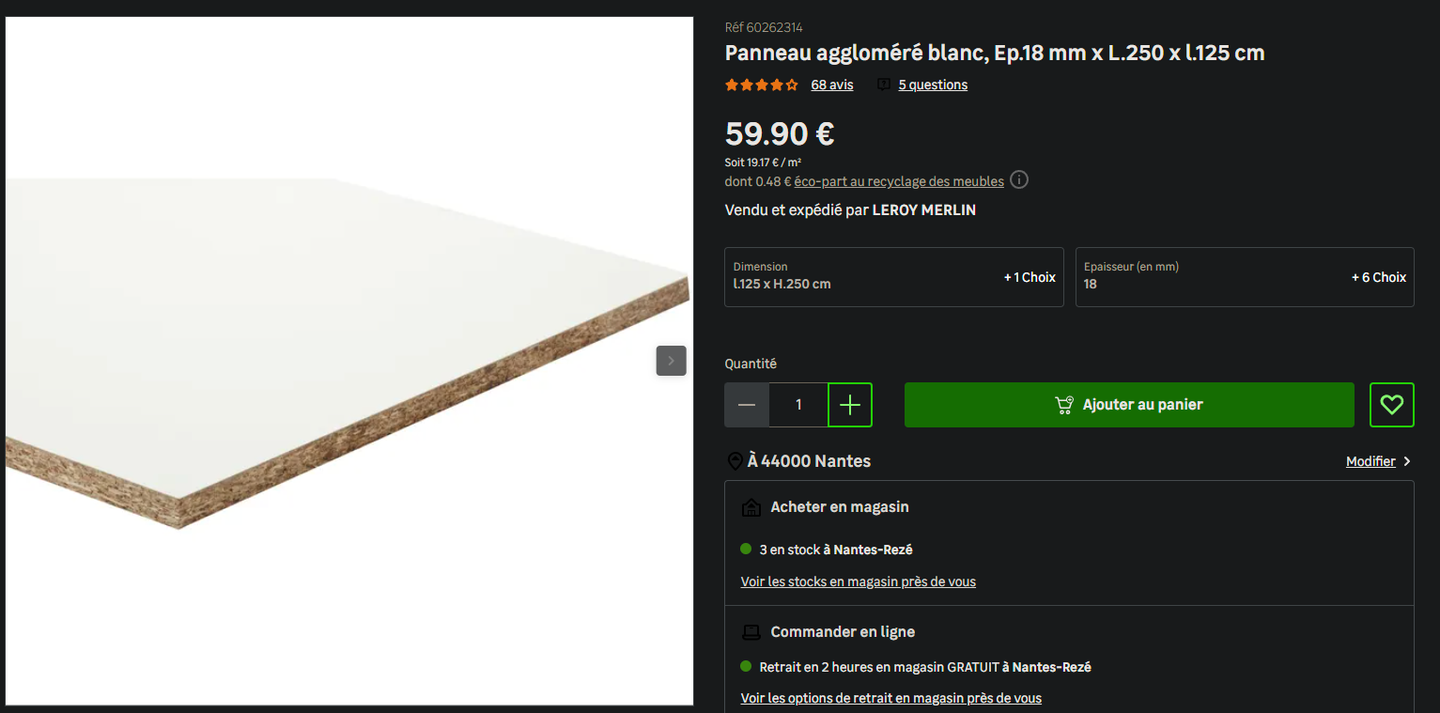 Réf 60262314
Panneau aggloméré blanc, Ep.18 mm x L.250 x l.125 cm
68 avis
5 questions
59.90 €
Soit 19.17 € / m²
dont 0.48 € éco-part au recyclage des meubles
Vendu et expédié par LEROY MERLIN
Dimension
l.125 x H.250 cm
+ 1 Choix
Epaisseur (en mm)
18
+ 6 Choix
Quantité
1
Ajouter au panier
À 44000 Nantes
Modifier
Acheter en magasin
3 en stock à Nantes-Rezé
Voir les stocks en magasin près de vous
Commander en ligne
Retrait en 2 heures en magasin GRATUIT à Nantes-Rezé
Voir les options de retrait en magasin près de vous